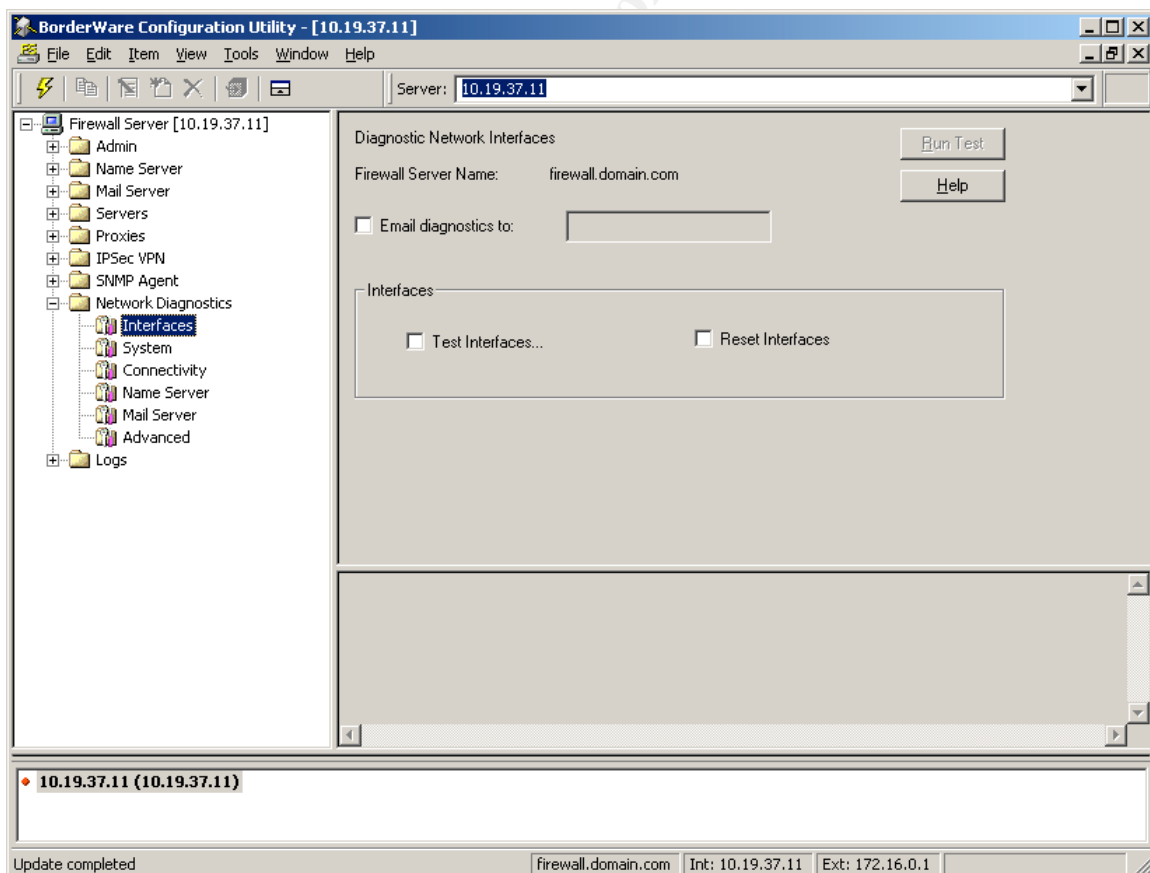 BorderWare Configuration Utility - [10.19.37.11]
File Edit Item View Tools Window Help
Server: 10.19.37.11
Firewall Server [10.19.37.11]
Admin
Name Server
Mail Server
Servers
Proxies
IPSec VPN
SNMP Agent
Network Diagnostics
Interfaces
System
Connectivity
Name Server
Mail Server
Advanced
Logs
Diagnostic Network Interfaces
Run Test
Firewall Server Name: firewall.domain.com
Help
Email diagnostics to:
Interfaces
Test Interfaces...
Reset Interfaces
10.19.37.11 (10.19.37.11)
Update completed
firewall.domain.com
Int: 10.19.37.11
Ext: 172.16.0.1